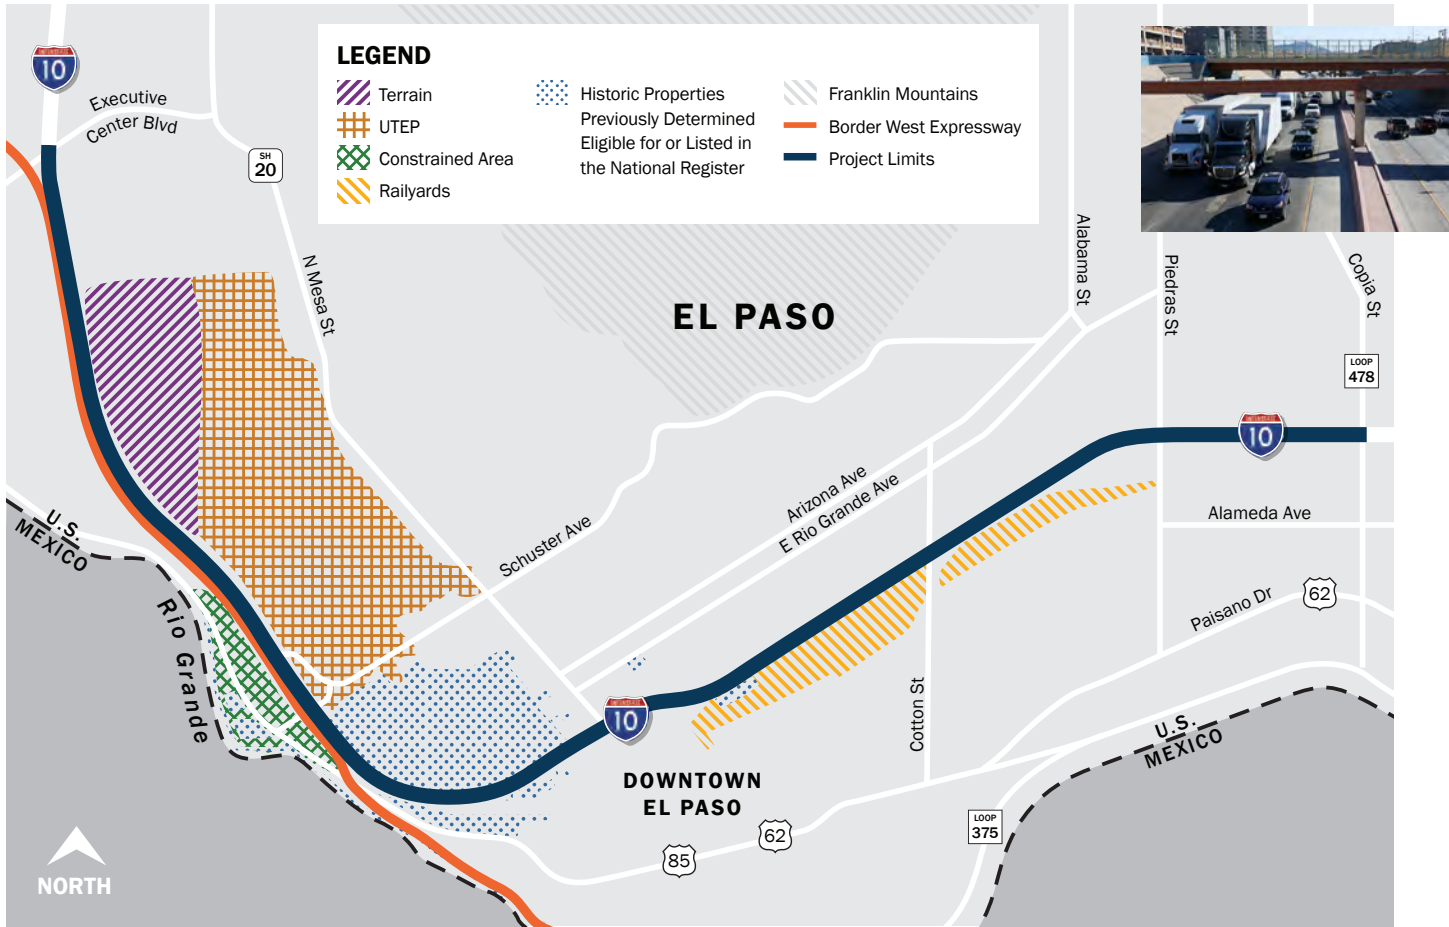 LEGEND
Terrain
UTEP
Constrained Area
Railyards
Historic Properties
Previously Determined
Eligible for or Listed in
the National Register
Franklin Mountains
Border West Expressway
Project Limits
INTERSTATE
10
Executive
Center Blvd
SH
20
N Mesa St
EL PASO
Alabama St
Piedras St
Copia St
LOOP
478
INTERSTATE
10
Arizona Ave
E Rio Grande Ave
Schuster Ave
Alameda Ave
Paisano Dr
62
U.S.
MEXICO
Rio Grande
INTERSTATE
10
Cotton St
U.S.
MEXICO
DOWNTOWN
EL PASO
LOOP
375
62
85
NORTH